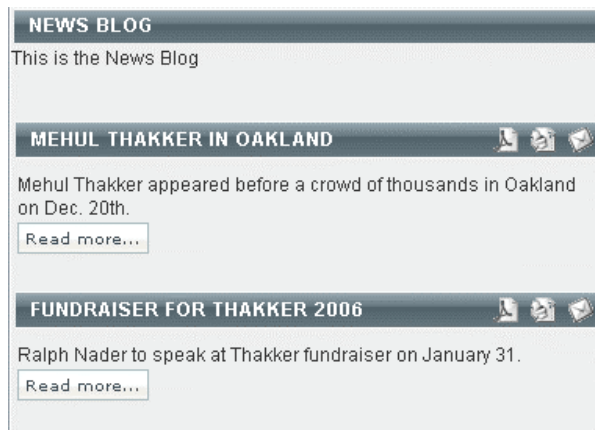 NEWS BLOG
This is the News Blog
MEHUL THAKKER IN OAKLAND
Mehul Thakker appeared before a crowd of thousands in Oakland
on Dec. 20th.
Read more...
FUNDRAISER FOR THAKKER 2006
Ralph Nader to speak at Thakker fundraiser on January 31.
Read more...